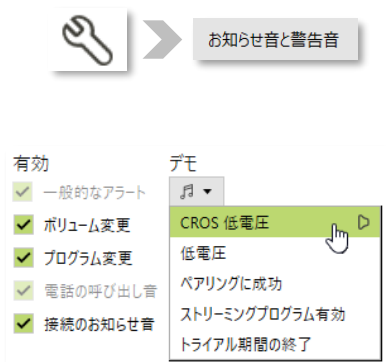 お知らせ音と警告音
有効
一般的なアラート
ボリューム変更
プログラム変更
電話の呼び出し音
接続のお知らせ音
デモ
CROS 低電圧
低電圧
ペアリングに成功
ストリーミングプログラム有効
トライアル期間の終了